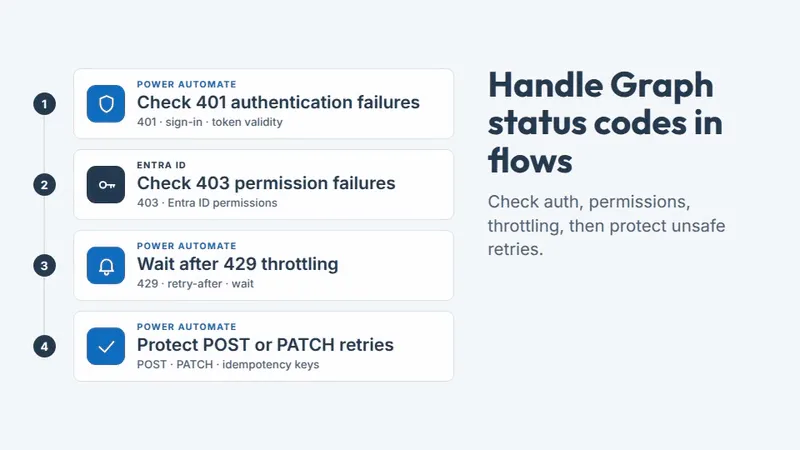 1
POWER AUTOMATE
Check 401 authentication failures
401 · sign-in · token validity
2
ENTRA ID
Check 403 permission failures
403 · Entra ID permissions
3
POWER AUTOMATE
Wait after 429 throttling
429 · retry-after · wait
4
POWER AUTOMATE
Protect POST or PATCH retries
POST · PATCH · idempotency keys
Handle Graph
status codes in
flows
Check auth, permissions,
throttling, then protect unsafe
retries.